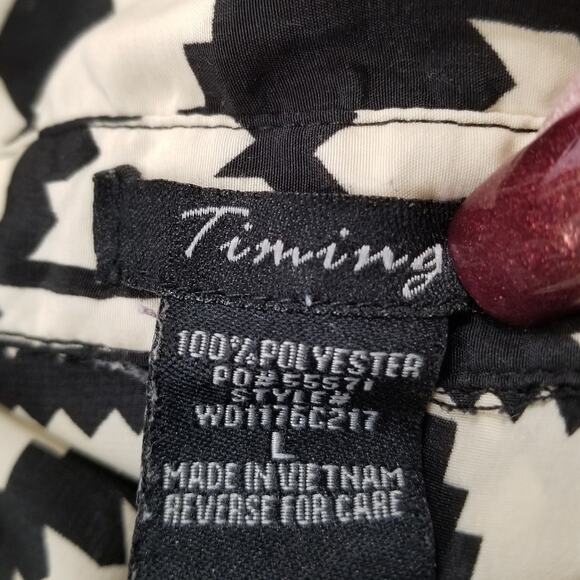 Timing
100% POLYESTER
PO#55571
STYLE#
WD1176C217
L
MADE IN VIETNAM
REVERSE FOR CARE